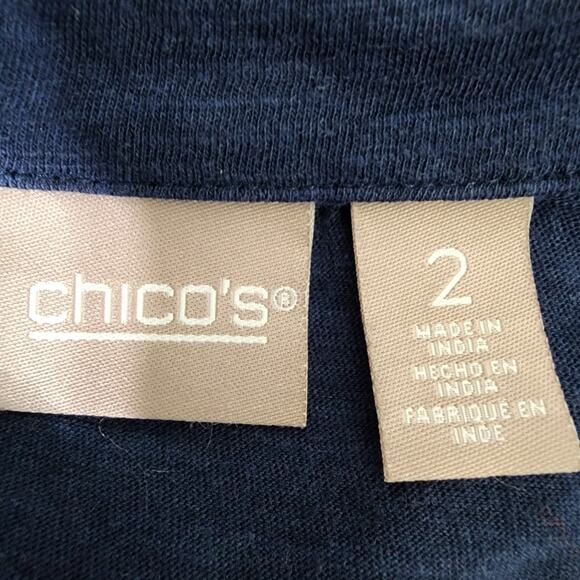 chico's®
2
MADE IN
INDIA
HECHO EN
INDIA
FABRIQUE EN
INDE